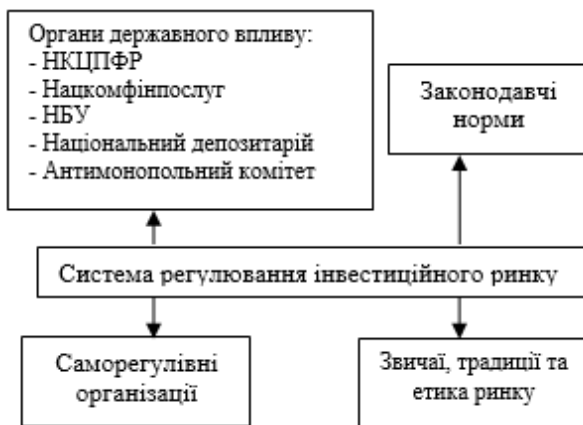 Органи державного впливу:
- НКЦПФР
- Нацкомфінпослуг
- НБУ
- Національний депозитарій
- Антимонопольний комітет
Законодавчі
норми
Система регулювання інвестиційного ринку
Саморегулівні
організації
Звичаї, традиції та
етика ринку